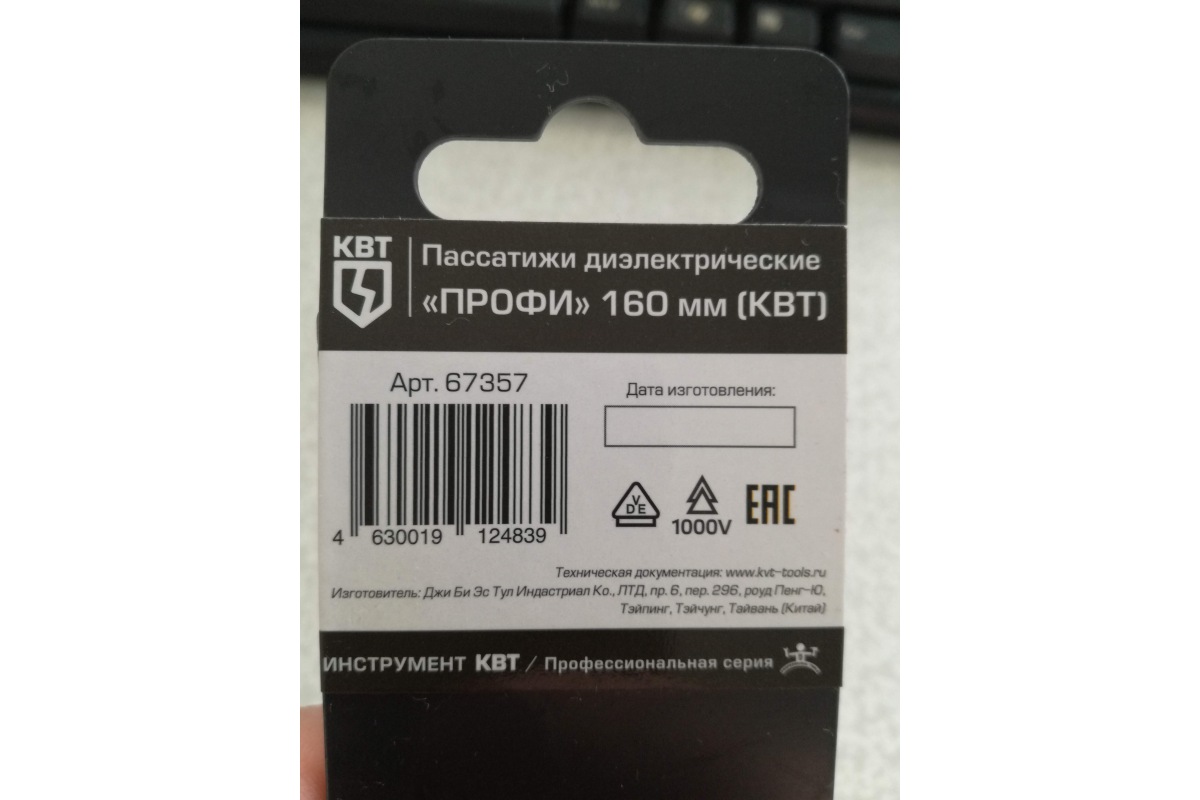 КВТ
Пассатижи диэлектрические
«ПРОФИ» 160 мм (КВТ)
Арт. 67357
Дата изготовления:
VDE
1000V
EAC
4 630019 124839
Техническая документация: www.kvt-tools.ru
Изготовитель: Джи Би Эс Тул Индастриал Ко., ЛТД, пр. 6, пер. 296, роуд Пенг-Ю,
Тэйпинг, Тэйчунг, Тайвань (Китай)
ИНСТРУМЕНТ КВТ / Профессиональная серия